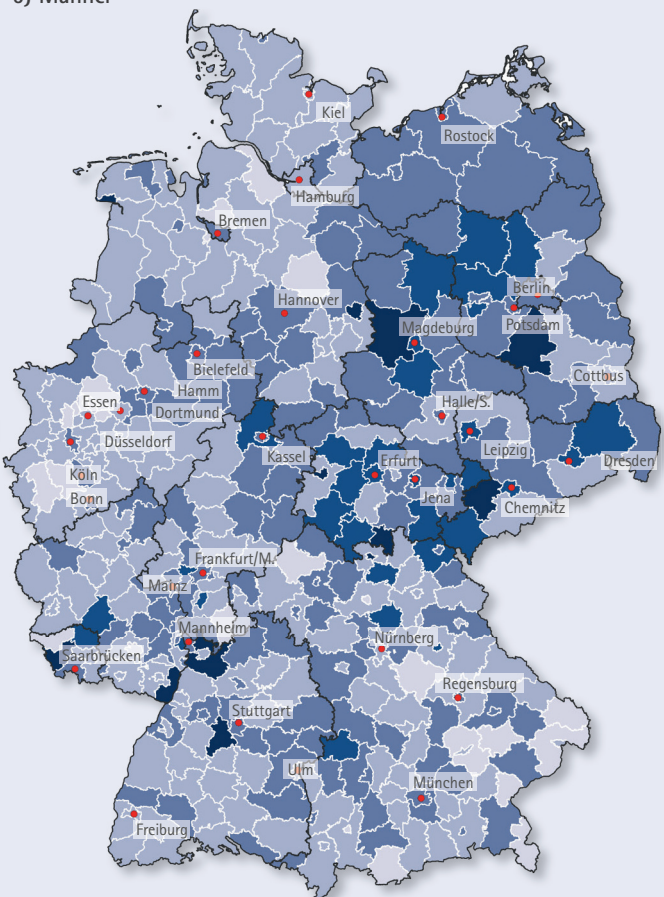 b) Männer
Kiel
Rostock
Hamburg
Bremen
Berlin
Hannover
Potsdam
Magdeburg
Bielefeld
Cottbus
Essen
Hamm
Halle/S.
Dortmund
Düsseldorf
Leipzig
Kassel
Erfurt
Dresden
Köln
Jena
Bonn
Chemnitz
Frankfurt/M.
Mainz
Mannheim
Nürnberg
Saarbrücken
Regensburg
Stuttgart
Ulm
München
Freiburg